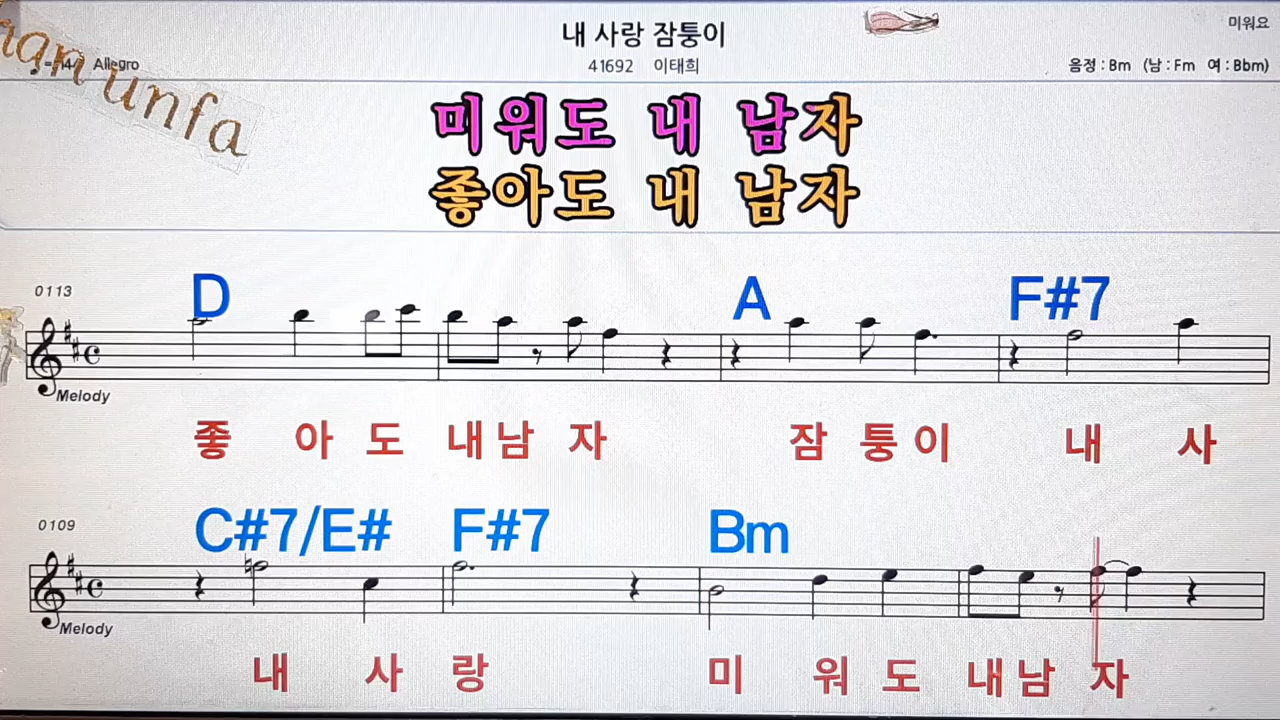 내 사랑 잠퉁이
미워요
41692 이태희
Allegro
음정 : Bm (남 : Fm 여 : Bbm)
unfa
미워도 내 남자
좋아도 내 남자
0113
D A F#7
Melody
좋 아 도 내 남 자 잠 퉁 이 내 사
0109
C#7/E# F#7 Bm
Melody
내 사 랑 미 워 도 내 남 자